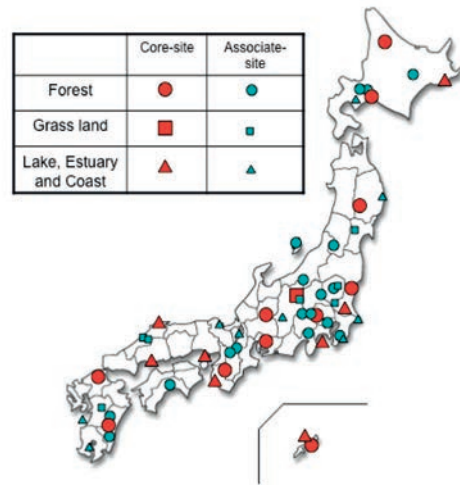 Core-site
Associate-
site
Forest
Grass land
Lake, Estuary
and Coast